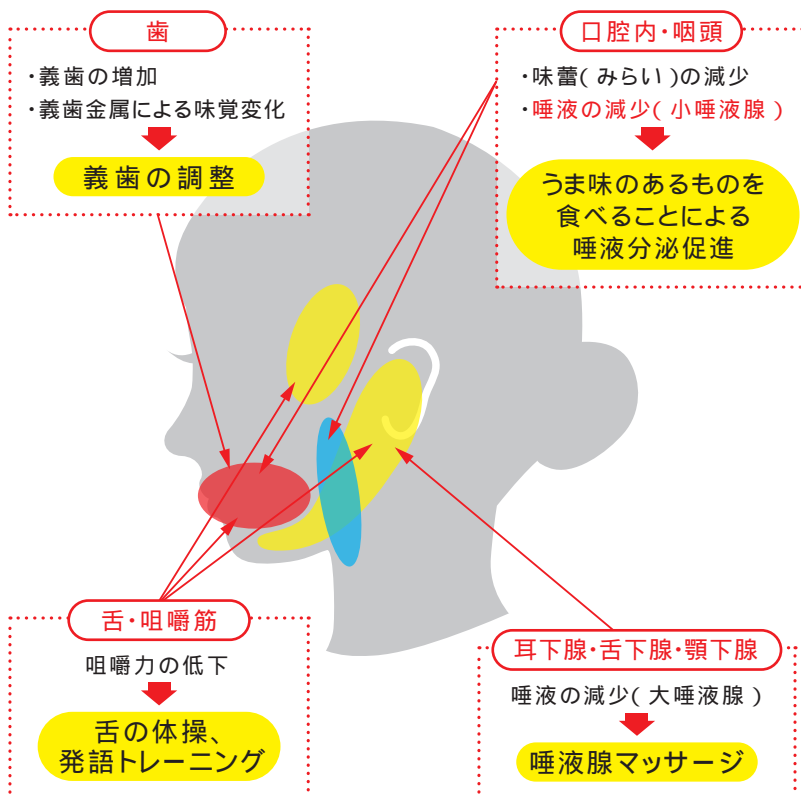 歯
・義歯の増加
・義歯金属による味覚変化
義歯の調整
口腔内・咽頭
・味蕾(みらい)の減少
・唾液の減少(小唾液腺)
うま味のあるものを
食べることによる
唾液分泌促進
舌・咀嚼筋
咀嚼力の低下
舌の体操、
発語トレーニング
耳下腺・舌下腺・顎下腺
唾液の減少(大唾液腺)
唾液腺マッサージ